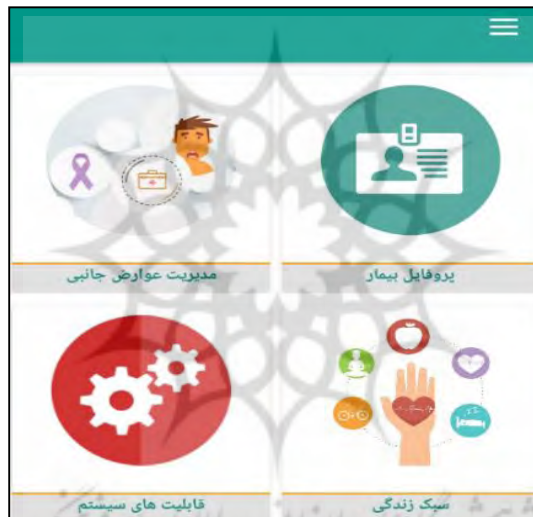 پروفایل بیمار
مدیریت عوارض جانبی
سبک زندگی
قابلیت های سیستم